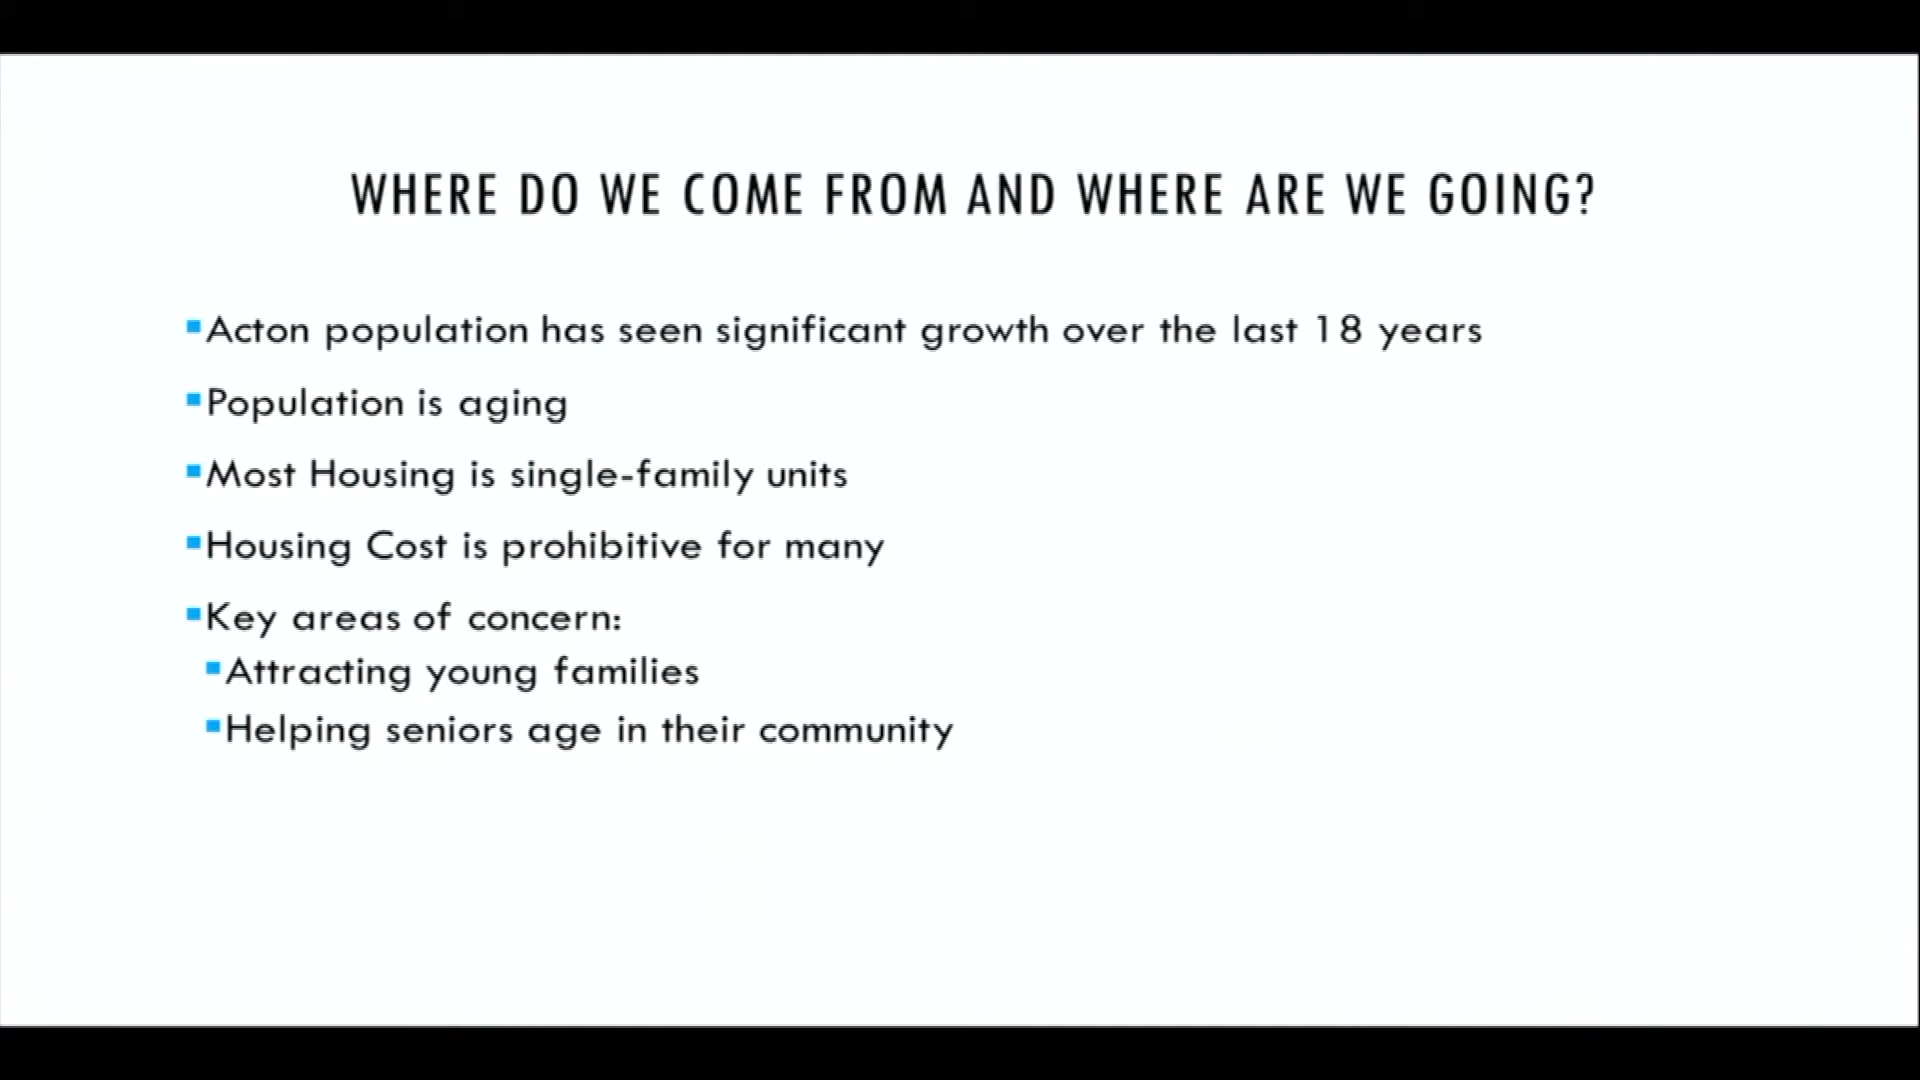 WHERE DO WE COME FROM AND WHERE ARE WE GOING?
Acton population has seen significant growth over the last 18 years
Population is aging
Most Housing is single-family units
Housing Cost is prohibitive for many
Key areas of concern:
Attracting young families
Helping seniors age in their community